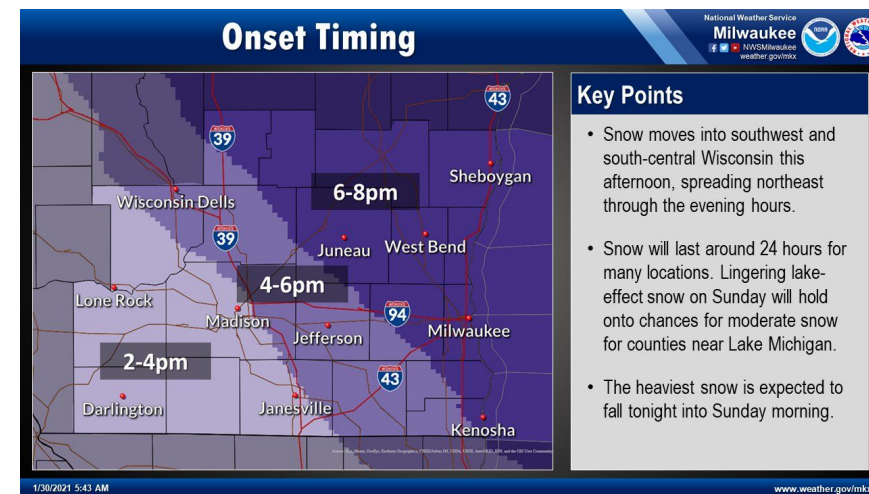 Onset Timing
National Weather Service
Milwaukee
NWSMilwaukee
weather.gov/mkx
Key Points
• Snow moves into southwest and
south-central Wisconsin this
afternoon, spreading northeast
through the evening hours.
• Snow will last around 24 hours for
many locations. Lingering lake-
effect snow on Sunday will hold
onto chances for moderate snow
for counties near Lake Michigan.
• The heaviest snow is expected to
fall tonight into Sunday morning.
43
39
Sheboygan
6-8pm
Wisconsin Dells
39
Juneau
West Bend
4-6pm
Lone Rock
94
Madison
Milwaukee
Jefferson
2-4pm
43
Darlington
Janesville
Kenosha
1/30/2021 5:43 AM
www.weather.gov/mkx